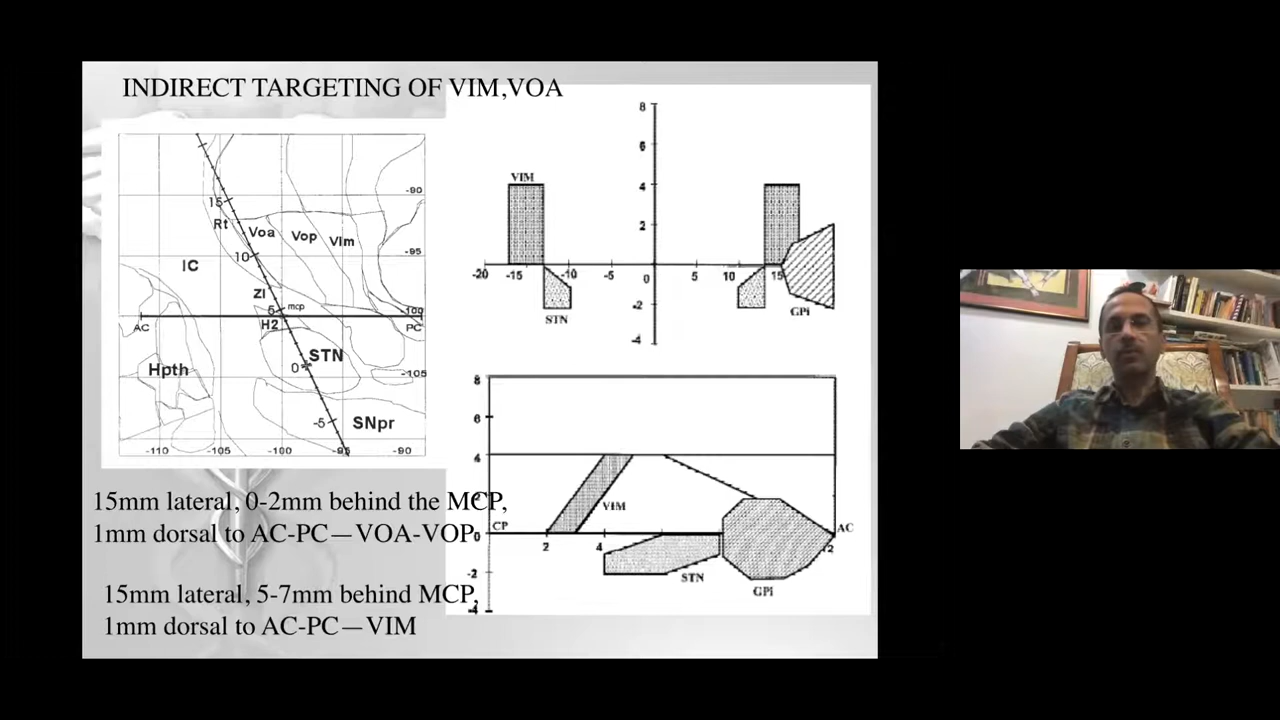 INDIRECT TARGETING OF VIM,VOA
15
Rt
Voa
Vop
Vim
-90
IC
10
-95
ZI
5
mcp
-100
AC
H2
PC
STN
0
Hpth
-105
-5
SNpr
-110 -105 -100 -95 -90
8
6
VIM
4
2
-20 -15 -10 -5 0 5 10 15
STN
-2
GPi
-4
8
6
4
2
VIM
CP
AC
0
2
4
12
-2
STN
GPi
-4
15mm lateral, 0-2mm behind the MCP,
1mm dorsal to AC-PC—VOA-VOP
15mm lateral, 5-7mm behind MCP,
1mm dorsal to AC-PC—VIM